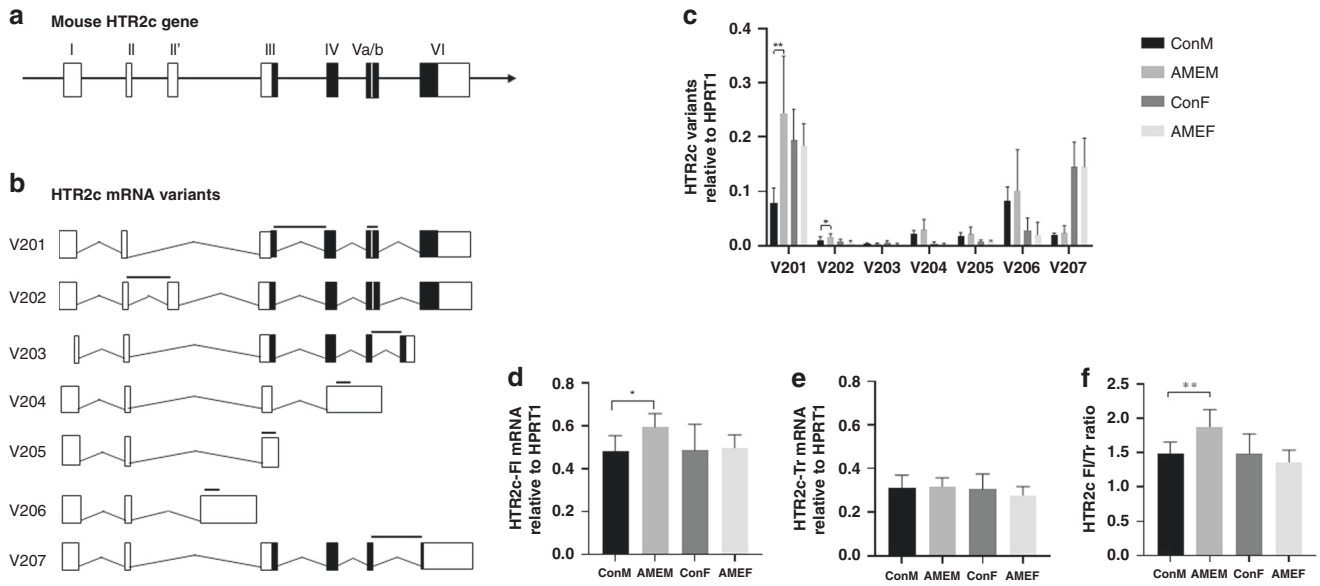 a
Mouse HTR2c gene
I II II' III IV Va/b VI
b
HTR2c mRNA variants
V201
V202
V203
V204
V205
V206
V207
c
HTR2c variants
relative to HPRT1
0.4
0.3
0.2
0.1
0.0
**
*
V201 V202 V203 V204 V205 V206 V207
ConM
AMEM
ConF
AMEF
d
HTR2c-Fl mRNA
relative to HPRT1
0.8
0.6
0.4
0.2
0.0
*
ConM AMEM ConF AMEF
e
HTR2c-Tr mRNA
relative to HPRT1
0.8
0.6
0.4
0.2
0.0
ConM AMEM ConF AMEF
f
HTR2c Fl/Tr ratio
2.5
2.0
1.5
1.0
0.5
0.0
**
ConM AMEM ConF AMEF